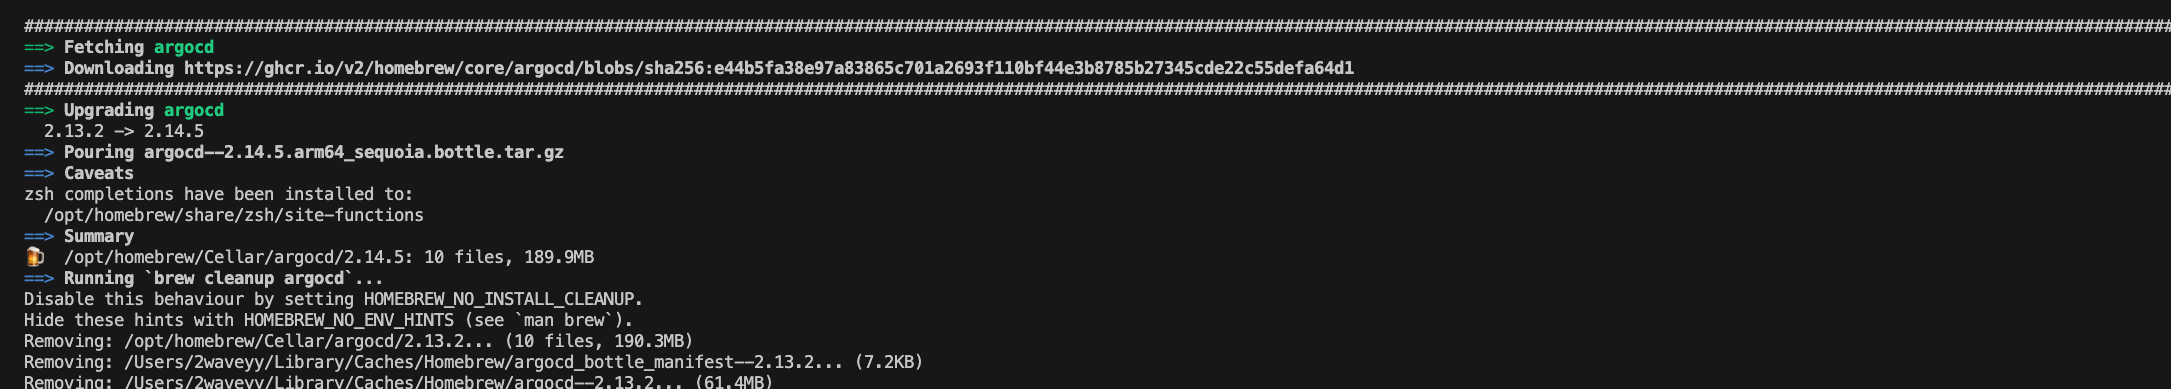 ==> Fetching argocd
==> Downloading https://ghcr.io/v2/homebrew/core/argocd/blobs/sha256:e44b5fa38e97a83865c701a2693f110bf44e3b8785b27345cde22c55defa64d1
==> Upgrading argocd
2.13.2 -> 2.14.5
==> Pouring argocd--2.14.5.arm64_sequoia.bottle.tar.gz
==> Caveats
zsh completions have been installed to:
/opt/homebrew/share/zsh/site-functions
==> Summary
🍺 /opt/homebrew/Cellar/argocd/2.14.5: 10 files, 189.9MB
==> Running `brew cleanup argocd`...
Disable this behaviour by setting HOMEBREW_NO_INSTALL_CLEANUP.
Hide these hints with HOMEBREW_NO_ENV_HINTS (see `man brew`).
Removing: /opt/homebrew/Cellar/argocd/2.13.2... (10 files, 190.3MB)
Removing: /Users/2waveyy/Library/Caches/Homebrew/argocd_bottle_manifest--2.13.2... (7.2KB)
Removing: /Users/2waveyy/Library/Caches/Homebrew/argocd--2.13.2... (61.4MB)